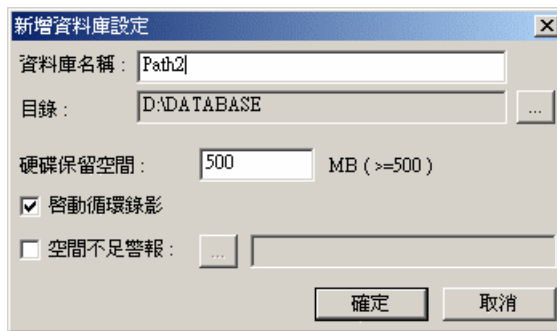 新增資料庫設定
資料庫名稱 : Path2
目錄 : D:\DATABASE ...
硬碟保留空間 : 500 MB ( >=500 )
啓動循環錄影
空間不足警報 : ...
確定 取消